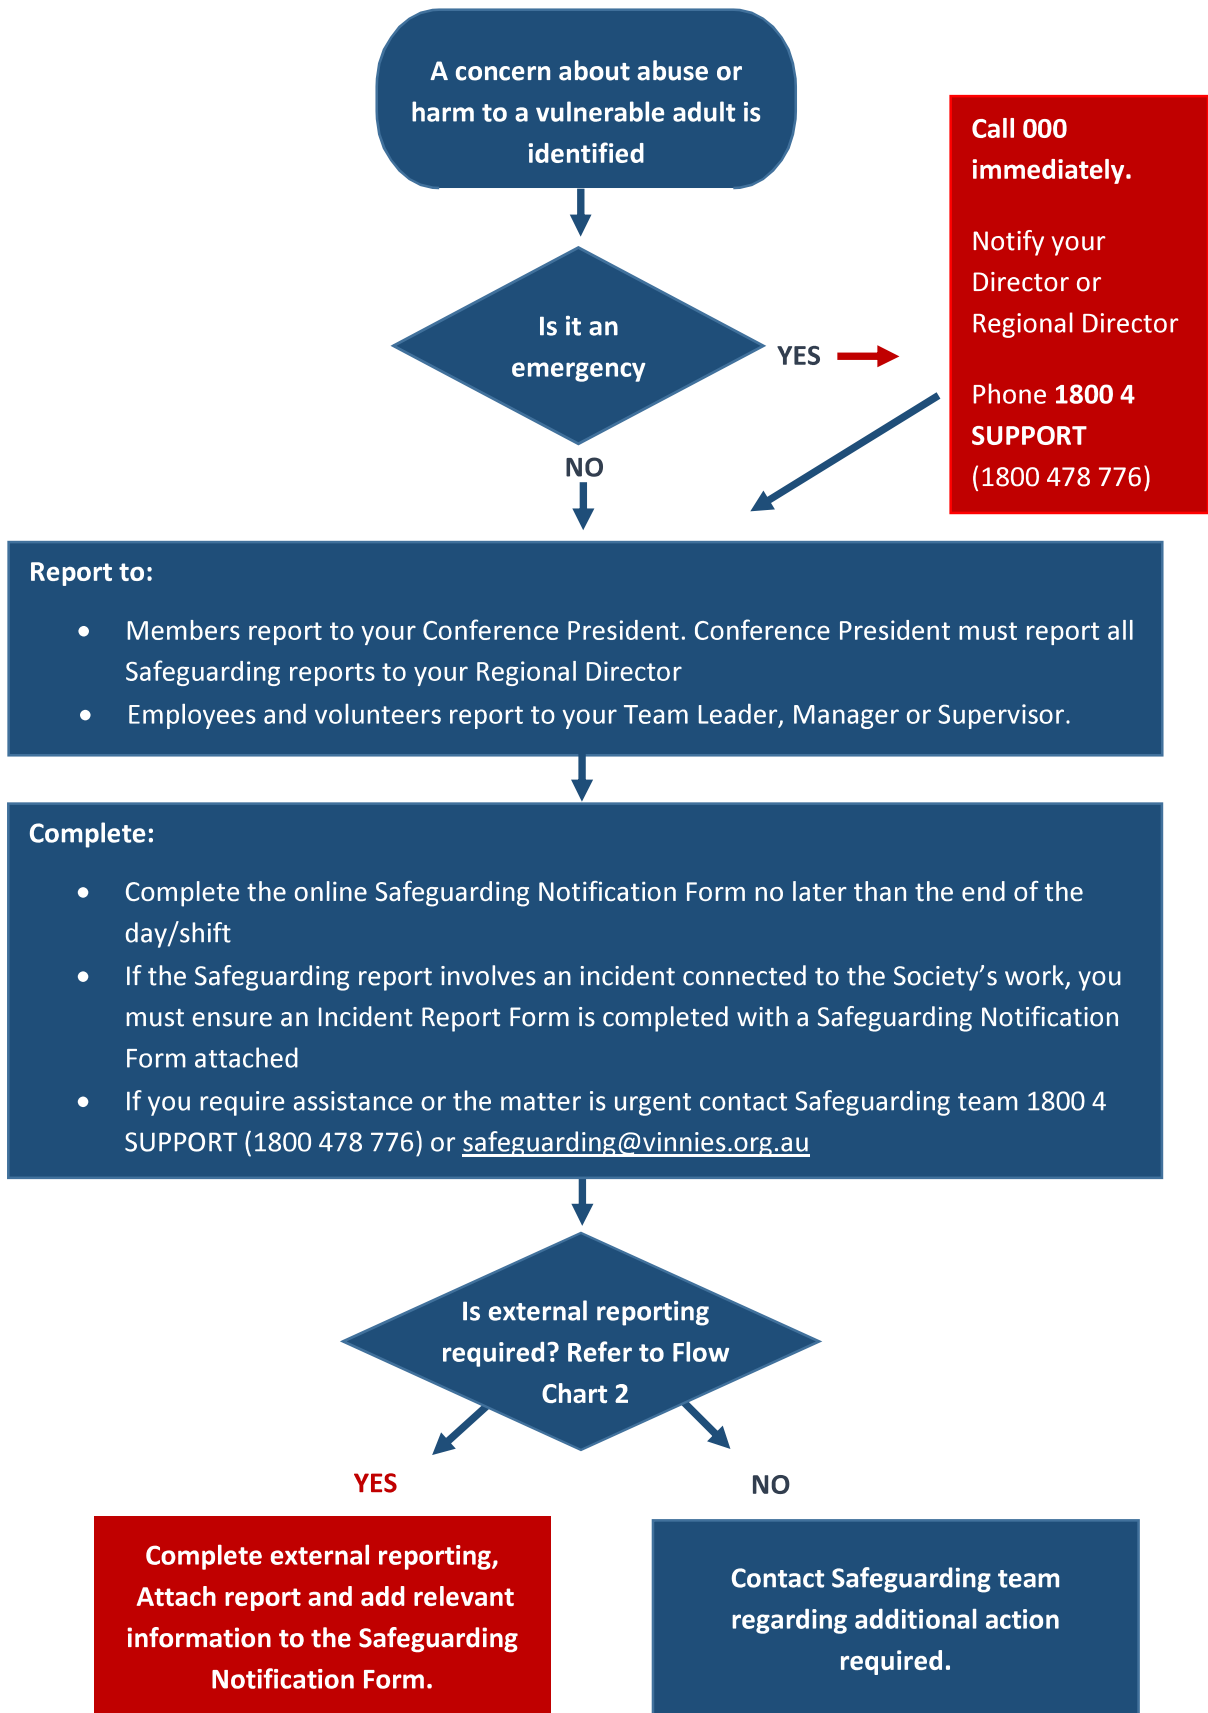 A concern about abuse or
harm to a vulnerable adult is
identified
Call 000
immediately.
Notify your
Director or
Regional Director
Phone 1800 4
SUPPORT
(1800 478 776)
Is it an
emergency
YES
NO
Report to:
• Members report to your Conference President. Conference President must report all
Safeguarding reports to your Regional Director
• Employees and volunteers report to your Team Leader, Manager or Supervisor.
Complete:
• Complete the online Safeguarding Notification Form no later than the end of the
day/shift
• If the Safeguarding report involves an incident connected to the Society’s work, you
must ensure an Incident Report Form is completed with a Safeguarding Notification
Form attached
• If you require assistance or the matter is urgent contact Safeguarding team 1800 4
SUPPORT (1800 478 776) or safeguarding@vinnies.org.au
Is external reporting
required? Refer to Flow
Chart 2
YES
NO
Complete external reporting,
Attach report and add relevant
information to the Safeguarding
Notification Form.
Contact Safeguarding team
regarding additional action
required.